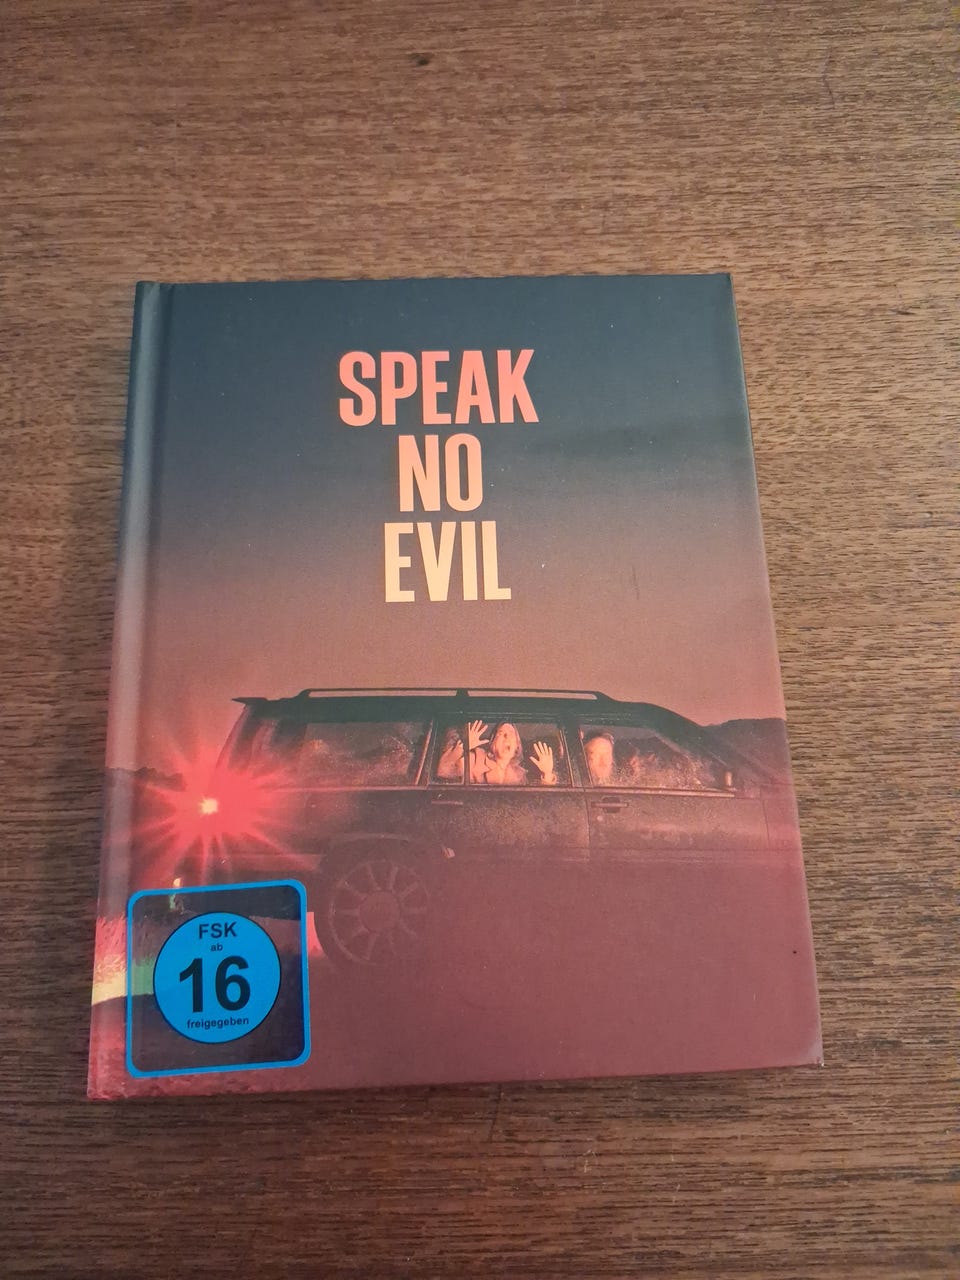 SPEAK
NO
EVIL
FSK
ab
16
freigegeben